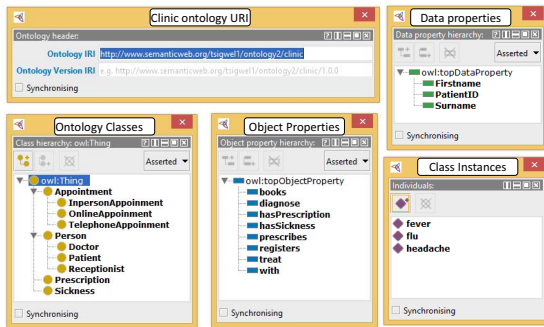 Clinic ontology URI
Ontology header:
Ontology IRI http://www.semanticweb.org/tsigwel1/ontology2/clinic
Ontology Version IRI e.g. http://www.semanticweb.org/tsigwel1/ontology2/clinic/1.0.0
Synchronising
Data properties
Data property hierarchy:
Asserted
owl:topDataProperty
Firstname
PatientID
Surname
Synchronising
Ontology Classes
Class hierarchy: owl:Thing
Asserted
owl:Thing
Appointment
InpersonAppoinment
OnlineAppoinment
TelephoneAppoinment
Person
Doctor
Patient
Receptionist
Prescription
Sickness
Synchronising
Object Properties
Object property hierarchy:
Asserted
owl:topObjectProperty
books
diagnose
hasPrescription
hasSickness
prescribes
registers
treat
with
Synchronising
Class Instances
Individuals:
fever
flu
headache
Synchronising